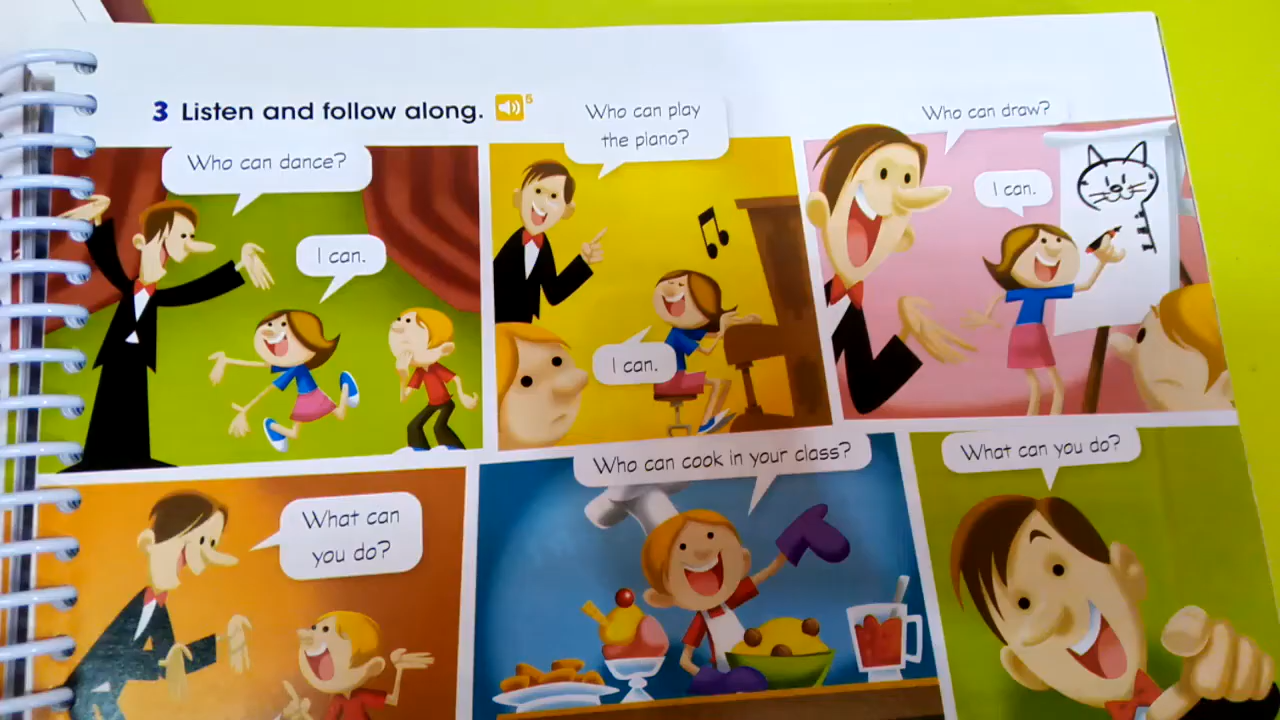 3 Listen and follow along. 5
Who can dance?
I can.
Who can play
the piano?
I can.
Who can draw?
I can.
What can
you do?
Who can cook in your class?
What can you do?